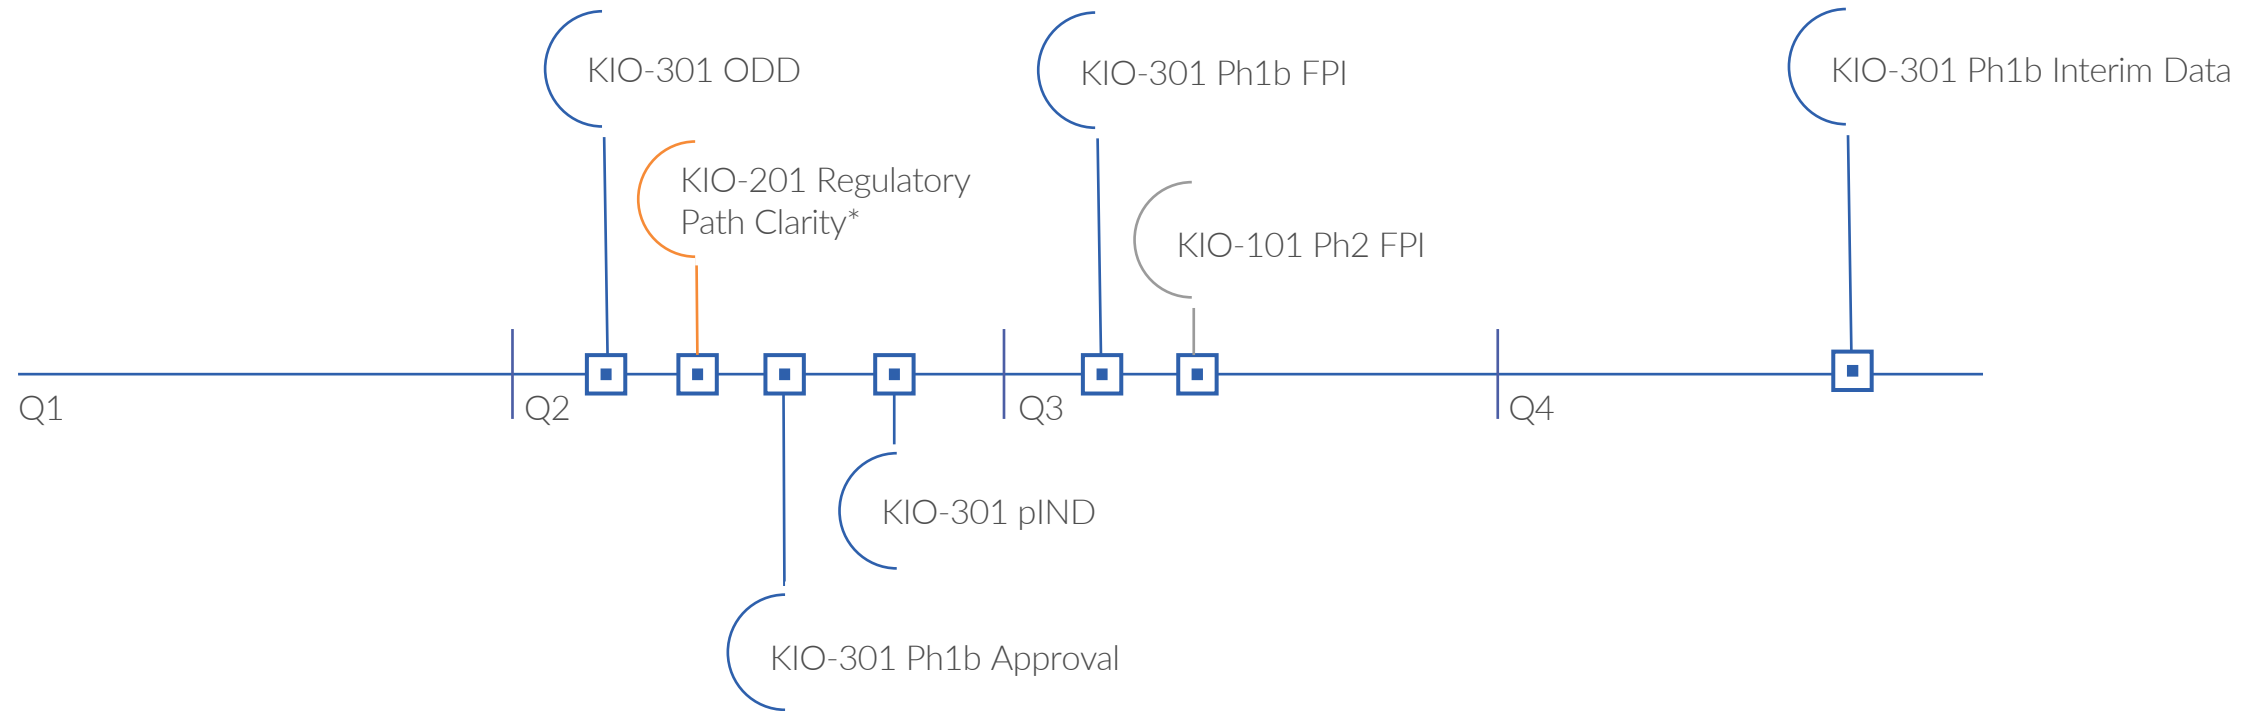 KIO-301 ODD
KIO-301 Ph1b FPI
KIO-301 Ph1b Interim Data
KIO-201 Regulatory
Path Clarity*
KIO-101 Ph2 FPI
Q1
Q2
Q3
Q4
KIO-301 pIND
KIO-301 Ph1b Approval